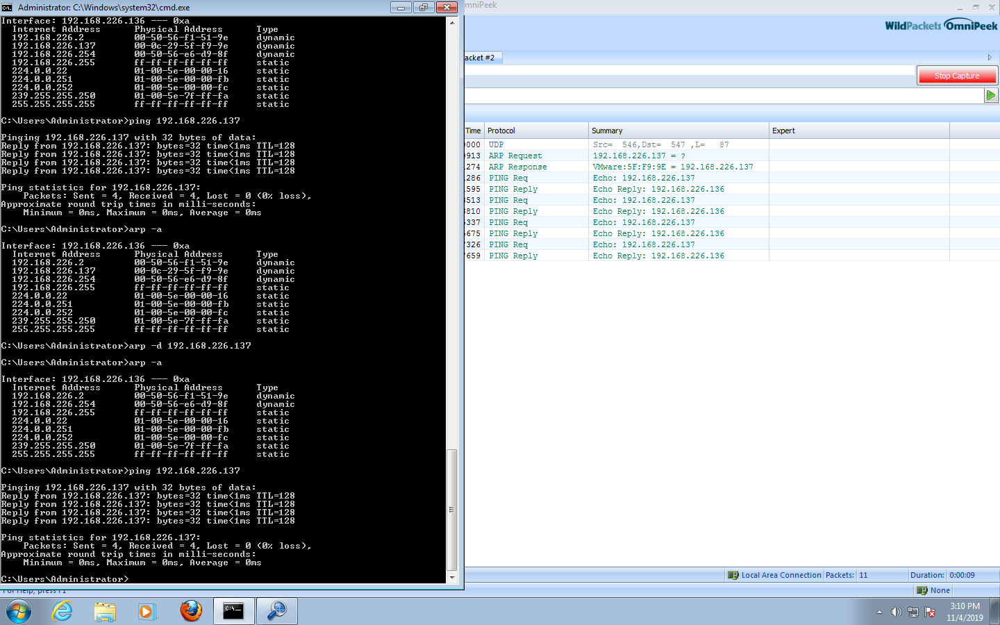 Administrator: C:\Windows\system32\cmd.exe
Interface: 192.168.226.136 --- 0xa
Internet Address Physical Address Type
192.168.226.2 00-50-56-f1-51-9e dynamic
192.168.226.137 00-0c-29-5f-f9-9e dynamic
192.168.226.254 00-50-56-e6-d9-8f dynamic
192.168.226.255 ff-ff-ff-ff-ff-ff static
224.0.0.22 01-00-5e-00-00-16 static
224.0.0.251 01-00-5e-00-00-fb static
224.0.0.252 01-00-5e-00-00-fc static
239.255.255.250 01-00-5e-7f-ff-fa static
255.255.255.255 ff-ff-ff-ff-ff-ff static
C:\Users\Administrator>ping 192.168.226.137
Pinging 192.168.226.137 with 32 bytes of data:
Reply from 192.168.226.137: bytes=32 time<1ms TTL=128
Reply from 192.168.226.137: bytes=32 time<1ms TTL=128
Reply from 192.168.226.137: bytes=32 time<1ms TTL=128
Reply from 192.168.226.137: bytes=32 time<1ms TTL=128
Ping statistics for 192.168.226.137:
Packets: Sent = 4, Received = 4, Lost = 0 (0% loss),
Approximate round trip times in milli-seconds:
Minimum = 0ms, Maximum = 0ms, Average = 0ms
C:\Users\Administrator>arp -a
Interface: 192.168.226.136 --- 0xa
Internet Address Physical Address Type
192.168.226.2 00-50-56-f1-51-9e dynamic
192.168.226.137 00-0c-29-5f-f9-9e dynamic
192.168.226.254 00-50-56-e6-d9-8f dynamic
192.168.226.255 ff-ff-ff-ff-ff-ff static
224.0.0.22 01-00-5e-00-00-16 static
224.0.0.251 01-00-5e-00-00-fb static
224.0.0.252 01-00-5e-00-00-fc static
239.255.255.250 01-00-5e-7f-ff-fa static
255.255.255.255 ff-ff-ff-ff-ff-ff static
C:\Users\Administrator>arp -d 192.168.226.137
C:\Users\Administrator>arp -a
Interface: 192.168.226.136 --- 0xa
Internet Address Physical Address Type
192.168.226.2 00-50-56-f1-51-9e dynamic
192.168.226.254 00-50-56-e6-d9-8f dynamic
192.168.226.255 ff-ff-ff-ff-ff-ff static
224.0.0.22 01-00-5e-00-00-16 static
224.0.0.251 01-00-5e-00-00-fb static
224.0.0.252 01-00-5e-00-00-fc static
239.255.255.250 01-00-5e-7f-ff-fa static
255.255.255.255 ff-ff-ff-ff-ff-ff static
C:\Users\Administrator>ping 192.168.226.137
Pinging 192.168.226.137 with 32 bytes of data:
Reply from 192.168.226.137: bytes=32 time<1ms TTL=128
Reply from 192.168.226.137: bytes=32 time<1ms TTL=128
Reply from 192.168.226.137: bytes=32 time<1ms TTL=128
Reply from 192.168.226.137: bytes=32 time<1ms TTL=128
Ping statistics for 192.168.226.137:
Packets: Sent = 4, Received = 4, Lost = 0 (0% loss),
Approximate round trip times in milli-seconds:
Minimum = 0ms, Maximum = 0ms, Average = 0ms
C:\Users\Administrator>
mniPeek
WildPackets OmniPeek
acket #2
Stop Capture
Time Protocol Summary Expert
0000 UDP Src= 546,Dst= 547 ,L= 87
0913 ARP Request 192.168.226.137 = ?
1274 ARP Response VMware:5F:F9:9E = 192.168.226.137
1286 PING Req Echo: 192.168.226.137
1595 PING Reply Echo Reply: 192.168.226.136
3513 PING Req Echo: 192.168.226.137
3810 PING Reply Echo Reply: 192.168.226.136
5337 PING Req Echo: 192.168.226.137
5675 PING Reply Echo Reply: 192.168.226.136
7326 PING Req Echo: 192.168.226.137
7659 PING Reply Echo Reply: 192.168.226.136
Local Area Connection Packets: 11 Duration: 0:00:09
For Help, press F1
None
C:\.
3:10 PM
11/4/2019